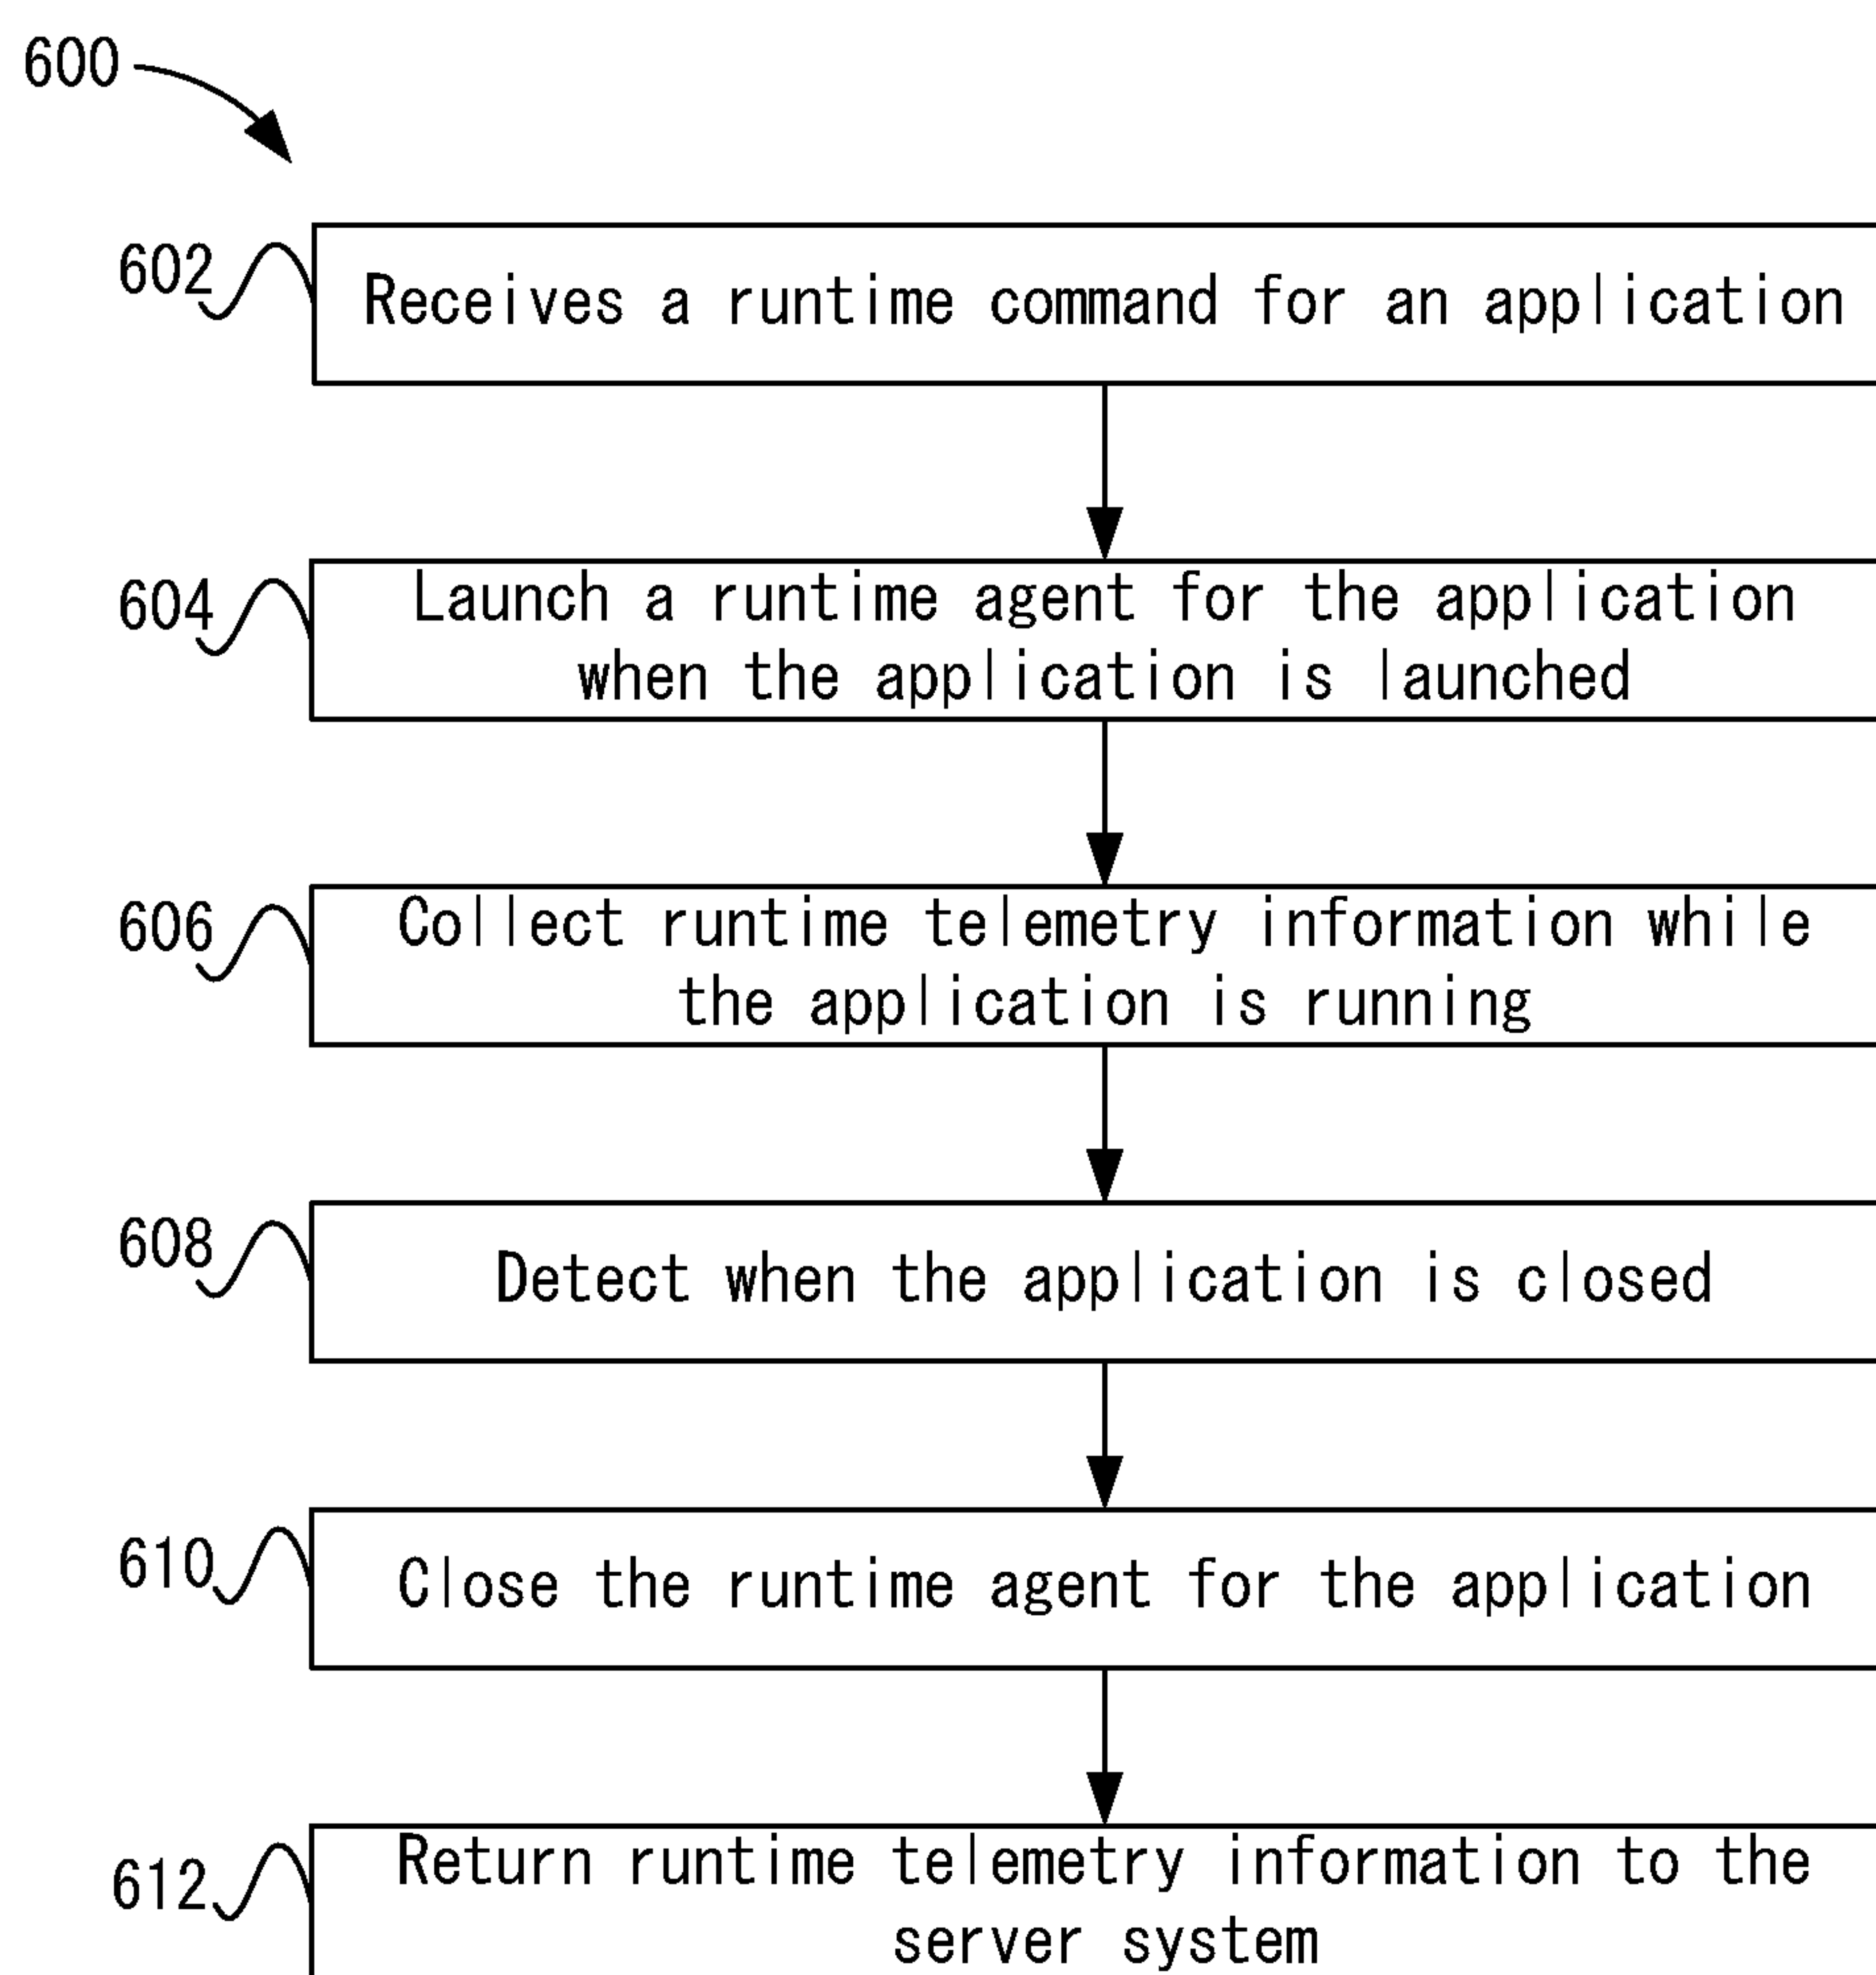 600
602
Receives a runtime command for an application
604
Launch a runtime agent for the application
when the application is launched
606
Collect runtime telemetry information while
the application is running
608
Detect when the application is closed
610
Close the runtime agent for the application
612
Return runtime telemetry information to the
server system